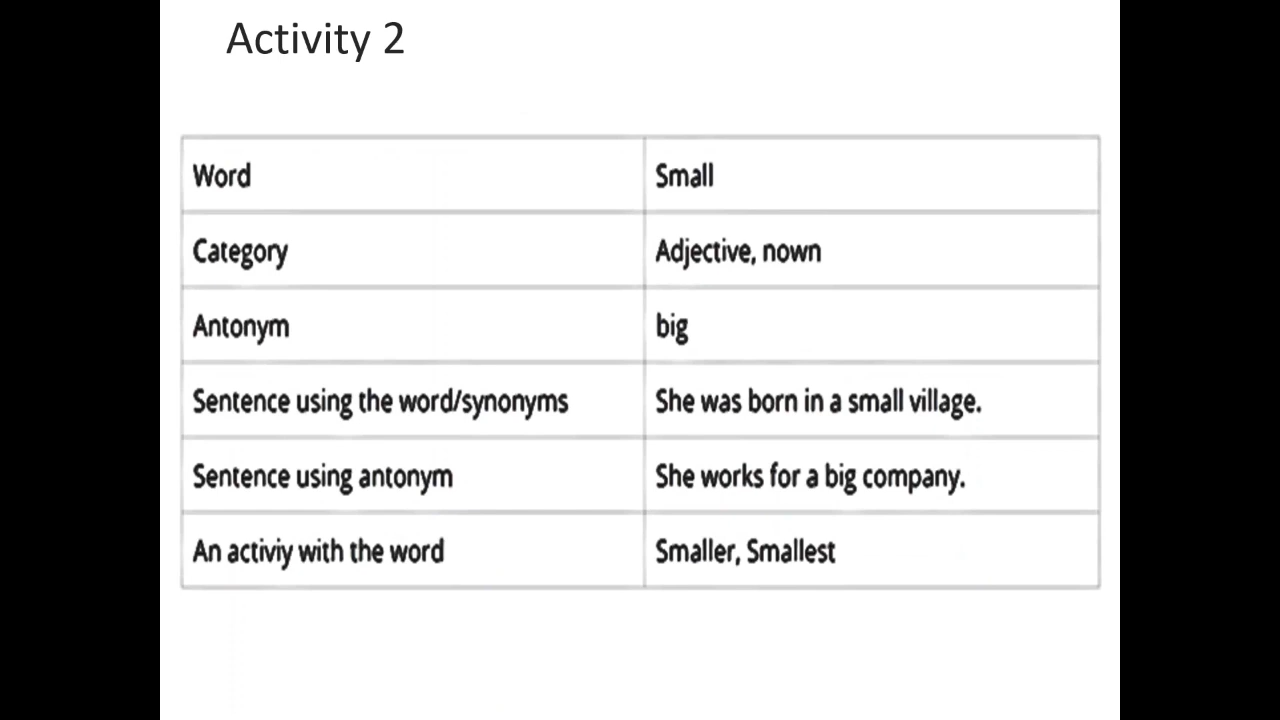 Activity 2
Word Small
Category Adjective, nown
Antonym big
Sentence using the word/synonyms She was born in a small village.
Sentence using antonym She works for a big company.
An activiy with the word Smaller, Smallest